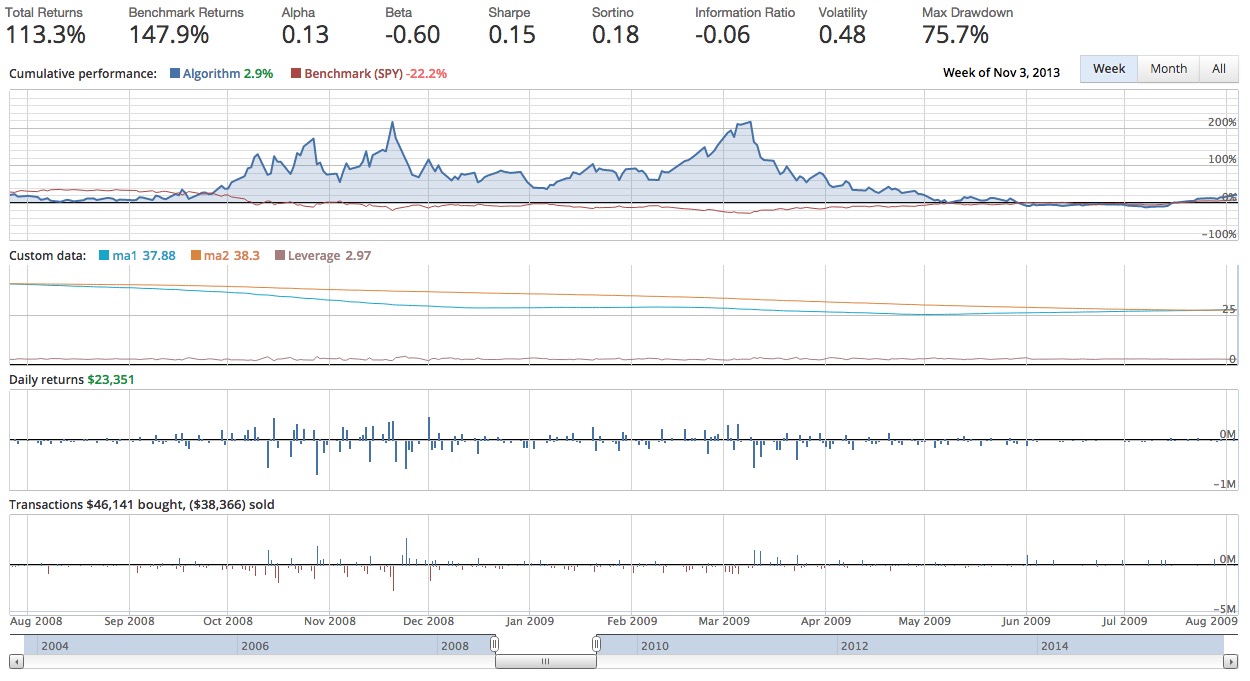 Total Returns Benchmark Returns Alpha Beta Sharpe Sortino Information Ratio Volatility Max Drawdown
113.3% 147.9% 0.13 -0.60 0.15 0.18 -0.06 0.48 75.7%
Cumulative performance: Algorithm 2.9% Benchmark (SPY) -22.2% Week of Nov 3, 2013 Week Month All
200%
100%
0%
-100%
Custom data: ma1 37.88 ma2 38.3 Leverage 2.97
25
0
Daily returns $23,351
0M
-1M
Transactions $46,141 bought, ($38,366) sold
0M
-5M
Aug 2008 Sep 2008 Oct 2008 Nov 2008 Dec 2008 Jan 2009 Feb 2009 Mar 2009 Apr 2009 May 2009 Jun 2009 Jul 2009 Aug 2009
2004 2006 2008 2010 2012 2014